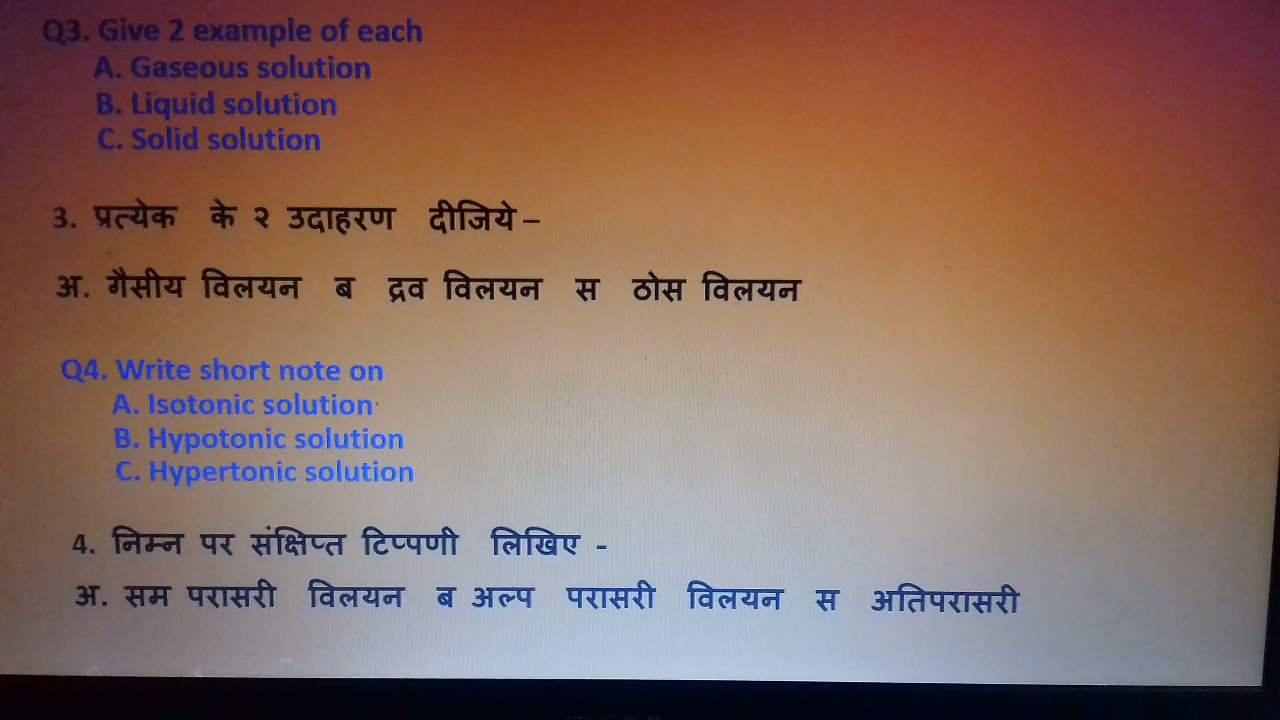 Q3. Give 2 example of each
A. Gaseous solution
B. Liquid solution
C. Solid solution
3. प्रत्येक के २ उदाहरण दीजिये –
अ. गैसीय विलयन ब द्रव विलयन स ठोस विलयन
Q4. Write short note on
A. Isotonic solution
B. Hypotonic solution
C. Hypertonic solution
4. निम्न पर संक्षिप्त टिप्पणी लिखिए -
अ. सम परासरी विलयन ब अल्प परासरी विलयन स अतिपरासरी